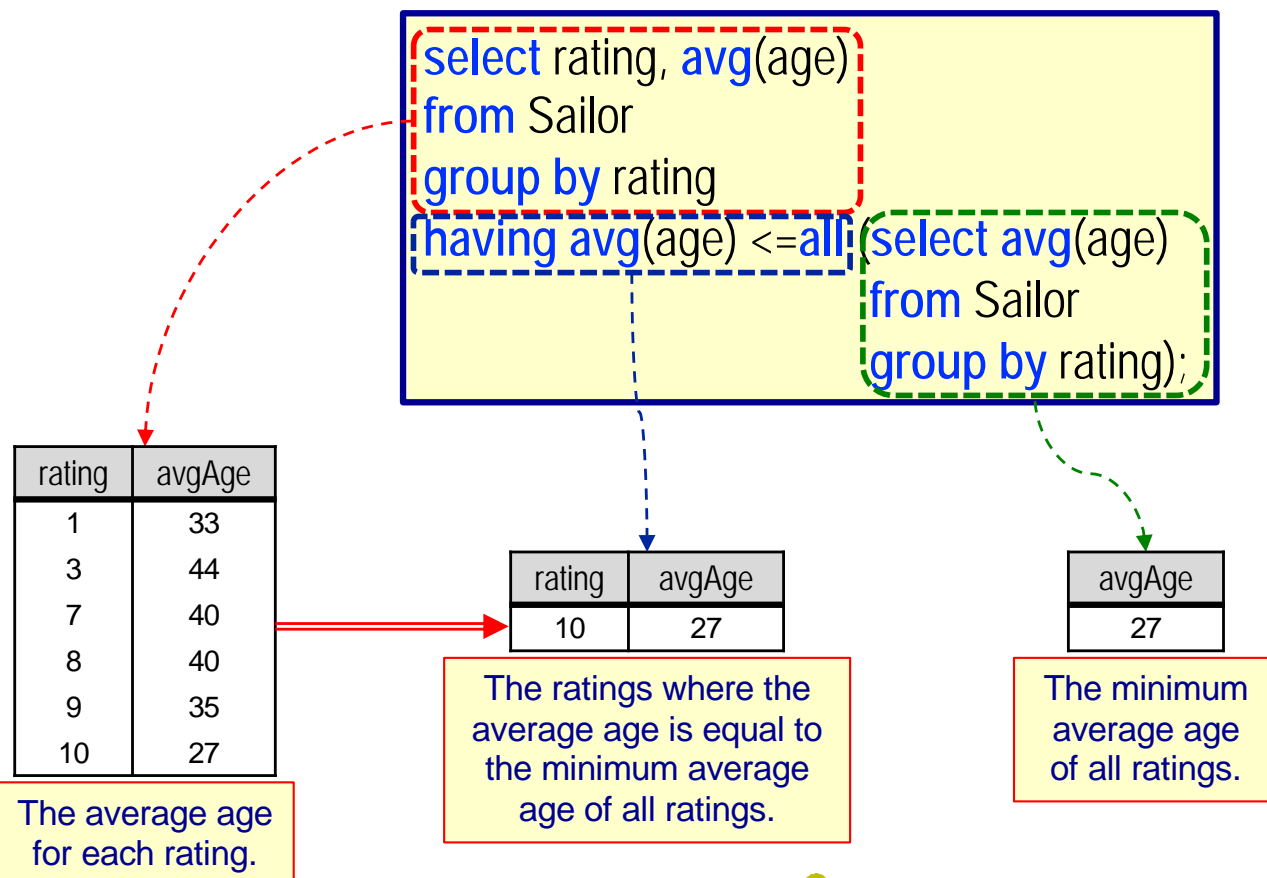 select rating, avg(age)
from Sailor
group by rating
having avg(age) <=all (select avg(age)
from Sailor
group by rating);
rating avgAge
1 33
3 44
7 40
8 40
9 35
10 27
The average age
for each rating.
rating avgAge
10 27
The ratings where the
average age is equal to
the minimum average
age of all ratings.
avgAge
27
The minimum
average age
of all ratings.